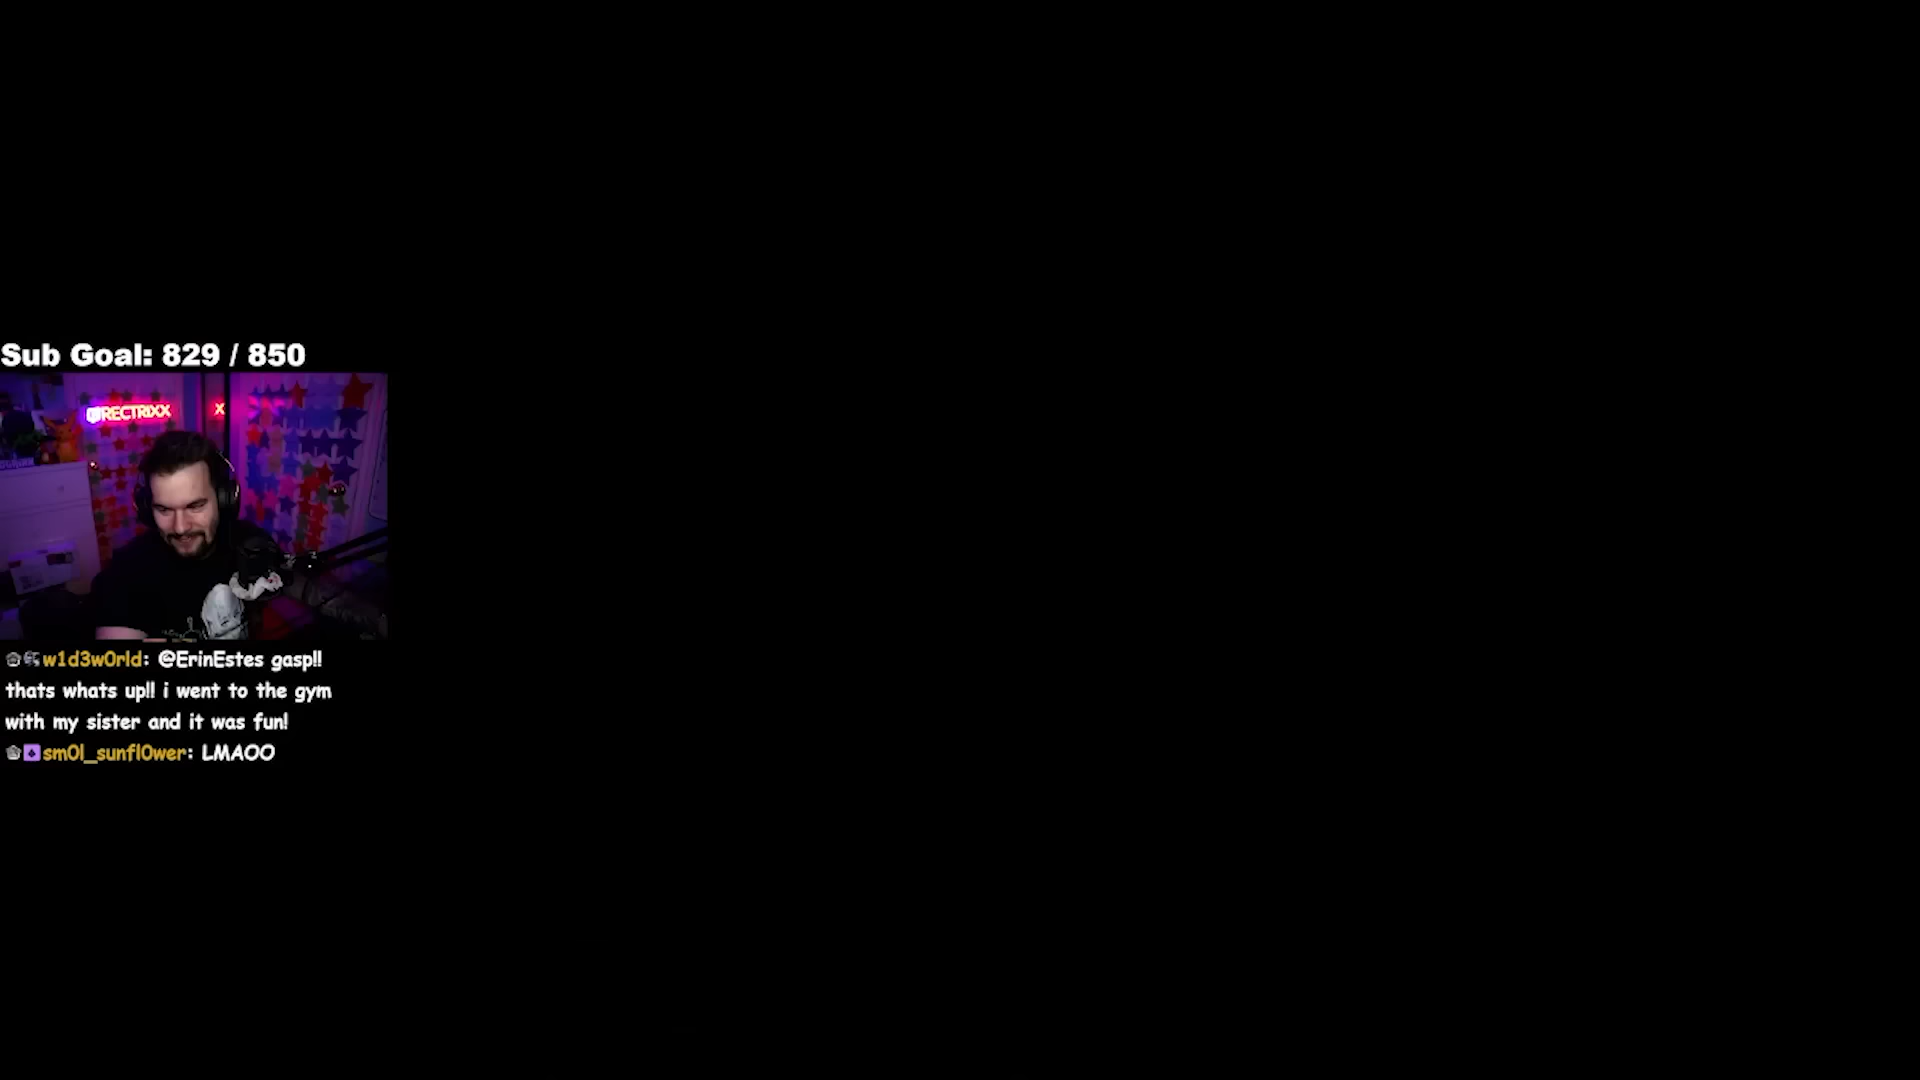 Sub Goal: 829 / 850
RECTRIXX
X
w1d3w0rld: @ErinEstes gasp!!
thats whats up!! i went to the gym
with my sister and it was fun!
sm0l_sunfl0wer: LMAOO